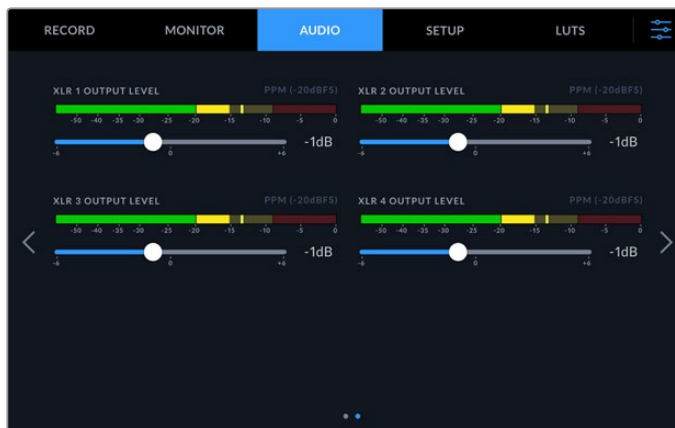 RECORD MONITOR AUDIO SETUP LUTS
XLR 1 OUTPUT LEVEL PPM (-20dBFS) XLR 2 OUTPUT LEVEL PPM (-20dBFS)
-50 -40 -35 -30 -25 -20 -15 -10 -5 0 -50 -40 -35 -30 -25 -20 -15 -10 -5 0
-1dB -1dB
-6 0 +6 -6 0 +6
XLR 3 OUTPUT LEVEL PPM (-20dBFS) XLR 4 OUTPUT LEVEL PPM (-20dBFS)
-50 -40 -35 -30 -25 -20 -15 -10 -5 0 -50 -40 -35 -30 -25 -20 -15 -10 -5 0
-1dB -1dB
-6 0 +6 -6 0 +6